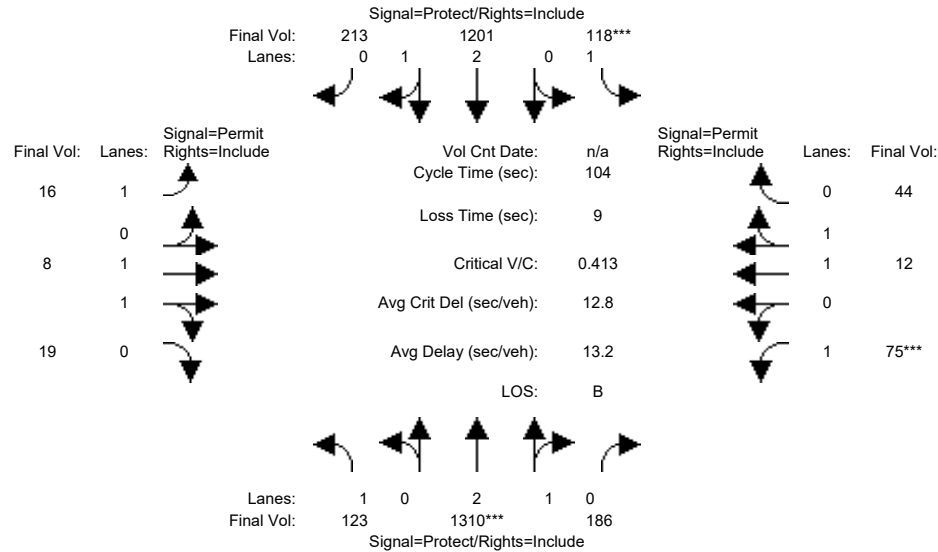 Signal=Protect/Rights=Include
Final Vol: 213 1201 118***
Lanes: 0 1 2 0 1
Signal=Permit Signal=Permit
Final Vol: Lanes: Rights=Include Vol Cnt Date: n/a Rights=Include Lanes: Final Vol:
Cycle Time (sec): 104
16 1 0 44
Loss Time (sec): 9
0 1
8 1 Critical V/C: 0.413 1 12
1 Avg Crit Del (sec/veh): 12.8 0
19 0 Avg Delay (sec/veh): 13.2 1 75***
LOS: B
Lanes: 1 0 2 1 0
Final Vol: 123 1310*** 186
Signal=Protect/Rights=Include